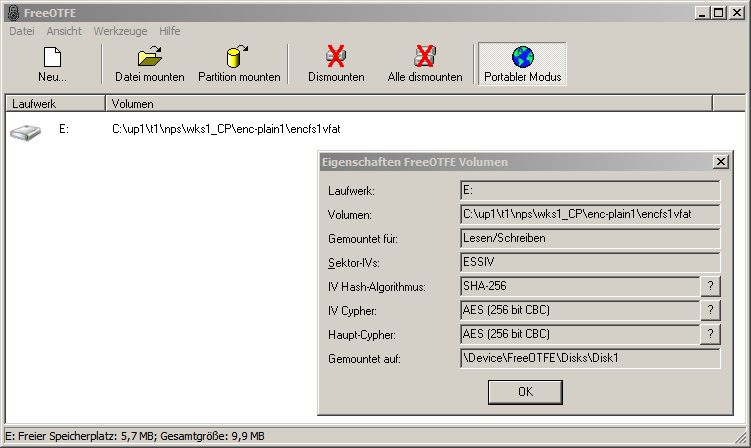 FreeOTFE
Datei Ansicht Werkzeuge Hilfe
Neu... Datei mounten Partition mounten Dismounten Alle dismounten Portabler Modus
Laufwerk Volumen
E: C:\up1\t1\nps\wks1_CP\enc-plain1\encfs1vfat
Eigenschaften FreeOTFE Volumen
Laufwerk: E:
Volumen: C:\up1\t1\nps\wks1_CP\enc-plain1\encfs1vfat
Gemountet für: Lesen/Schreiben
Sektor-IVs: ESSIV
IV Hash-Algorithmus: SHA-256 ?
IV Cypher: AES (256 bit CBC) ?
Haupt-Cypher: AES (256 bit CBC) ?
Gemountet auf: \Device\FreeOTFE\Disks\Disk1
OK
E: Freier Speicherplatz: 5,7 MB; Gesamtgröße: 9,9 MB